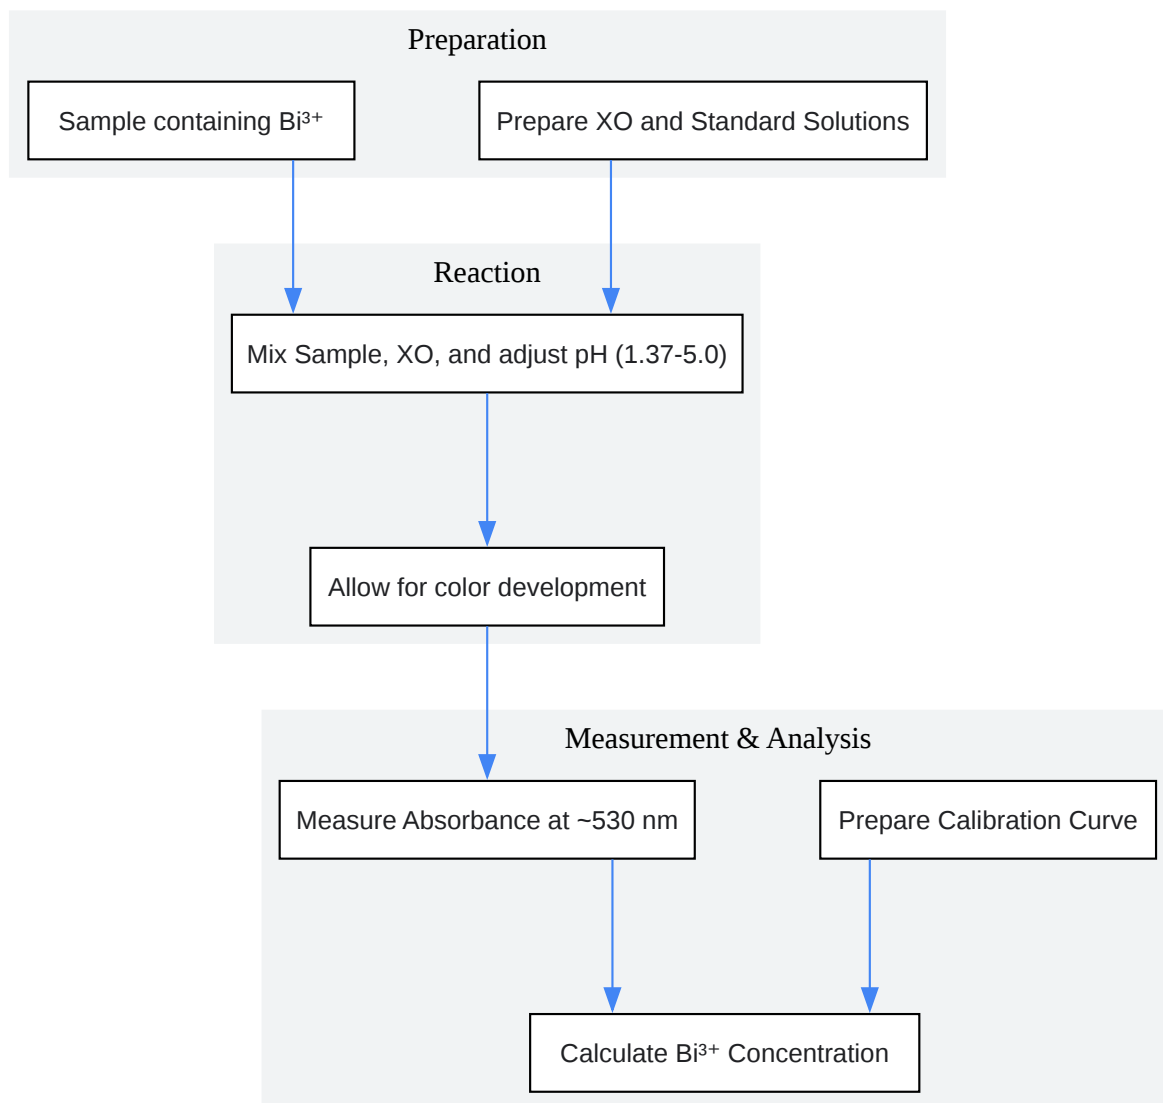 Preparation
Sample containing Bi³⁺
Prepare XO and Standard Solutions
Reaction
Mix Sample, XO, and adjust pH (1.37-5.0)
Allow for color development
Measurement & Analysis
Measure Absorbance at ~530 nm
Prepare Calibration Curve
Calculate Bi³⁺ Concentration